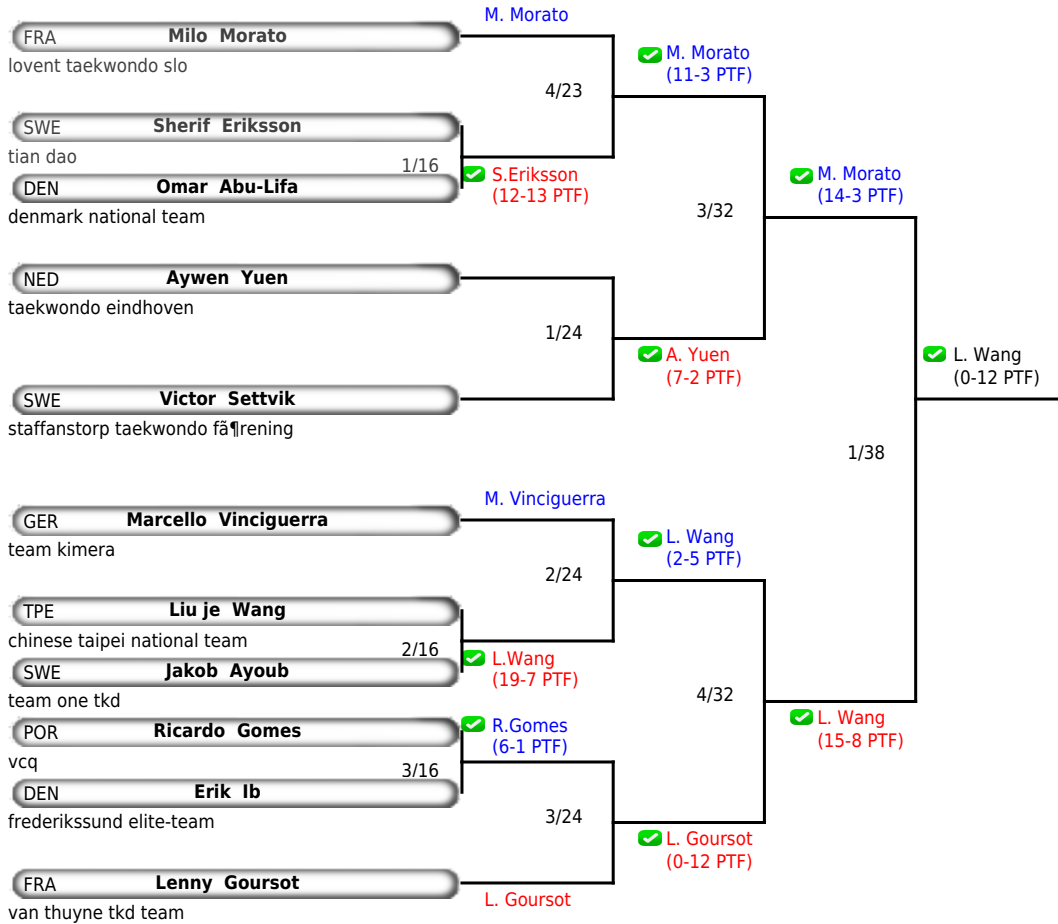 M. Morato
FRA Milo Morato
lovent taekwondo slo
M. Morato
(11-3 PTF)
4/23
SWE Sherif Eriksson
tian dao
1/16
S.Eriksson
(12-13 PTF)
DEN Omar Abu-Lifa
denmark national team
M. Morato
(14-3 PTF)
3/32
NED Aywen Yuen
taekwondo eindhoven
1/24
A. Yuen
(7-2 PTF)
L. Wang
(0-12 PTF)
SWE Victor Settvik
staffanstorp taekwondo fã¶rening
1/38
M. Vinciguerra
GER Marcello Vinciguerra
team kimera
L. Wang
(2-5 PTF)
2/24
TPE Liu je Wang
chinese taipei national team
2/16
L.Wang
(19-7 PTF)
SWE Jakob Ayoub
team one tkd
4/32
L. Wang
(15-8 PTF)
POR Ricardo Gomes
R.Gomes
(6-1 PTF)
vcq
3/16
DEN Erik Ib
frederikssund elite-team
3/24
L. Goursot
(0-12 PTF)
FRA Lenny Goursot
L. Goursot
van thuyne tkd team